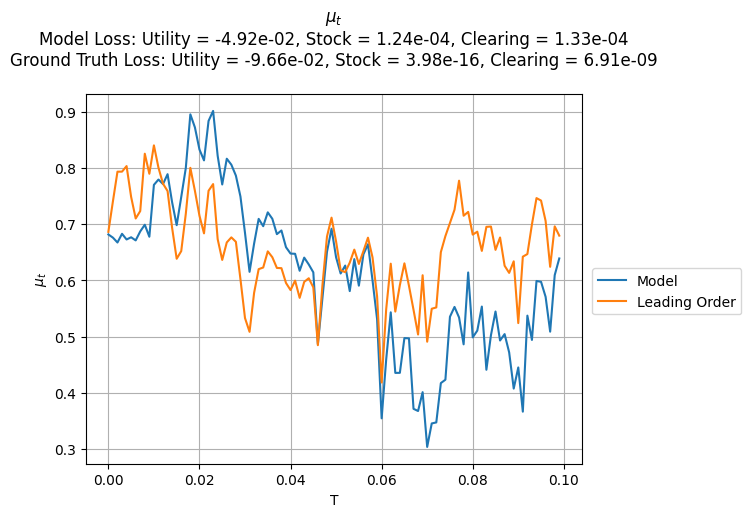 μₜ
Model Loss: Utility = -4.92e-02, Stock = 1.24e-04, Clearing = 1.33e-04
Ground Truth Loss: Utility = -9.66e-02, Stock = 3.98e-16, Clearing = 6.91e-09
0.9
0.8
0.7
0.6
0.5
0.4
0.3
μₜ
0.00
0.02
0.04
0.06
0.08
0.10
T
Model
Leading Order